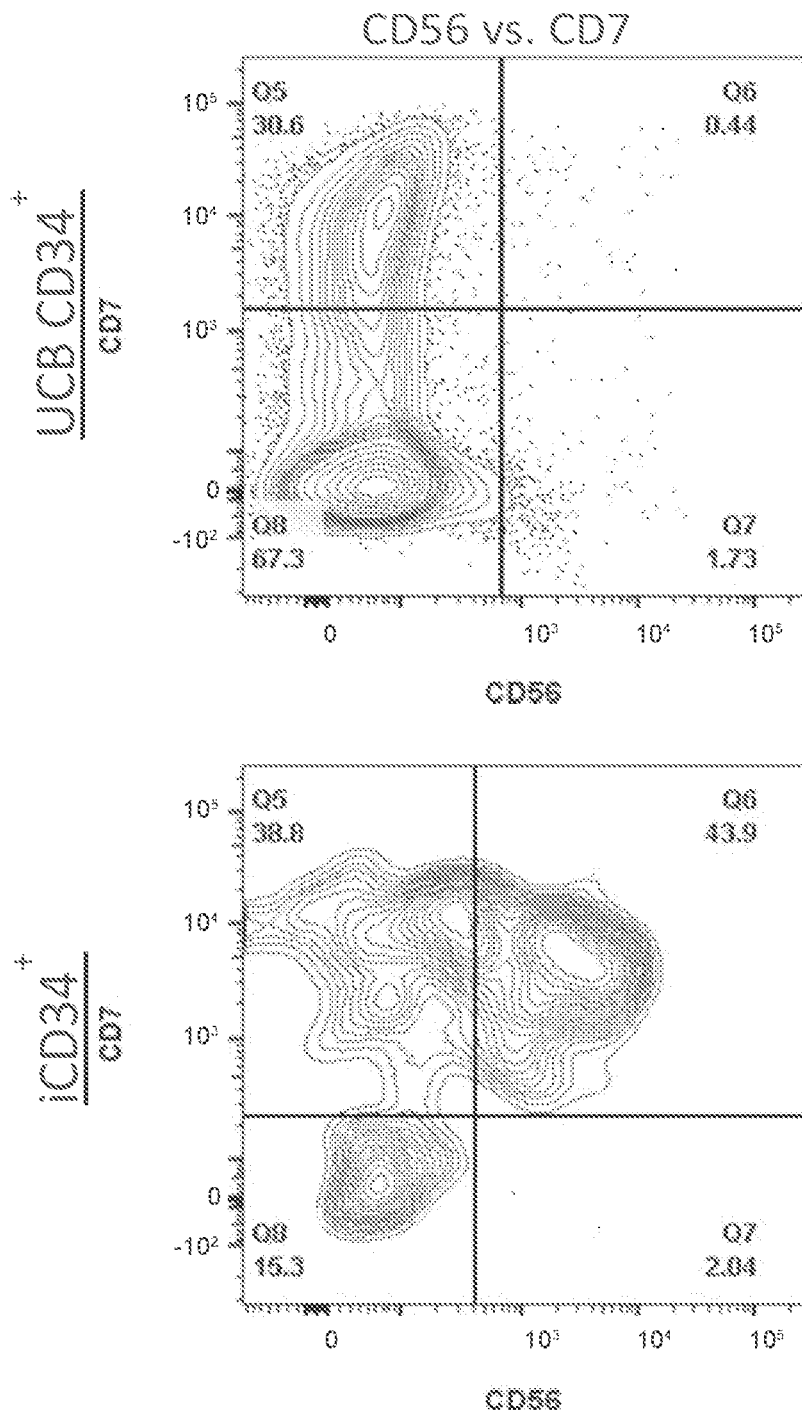 CD56 vs. CD7
UCB CD34+
CD7
10⁵
10⁴
10³
0
-10²
Q5
30.6
Q6
0.44
Q8
67.3
Q7
1.73
0
10³
10⁴
10⁵
CD56
iCD34+
CD7
10⁵
10⁴
10³
0
-10²
Q5
38.8
Q6
43.9
Q8
15.3
Q7
2.04
0
10³
10⁴
10⁵
CD56